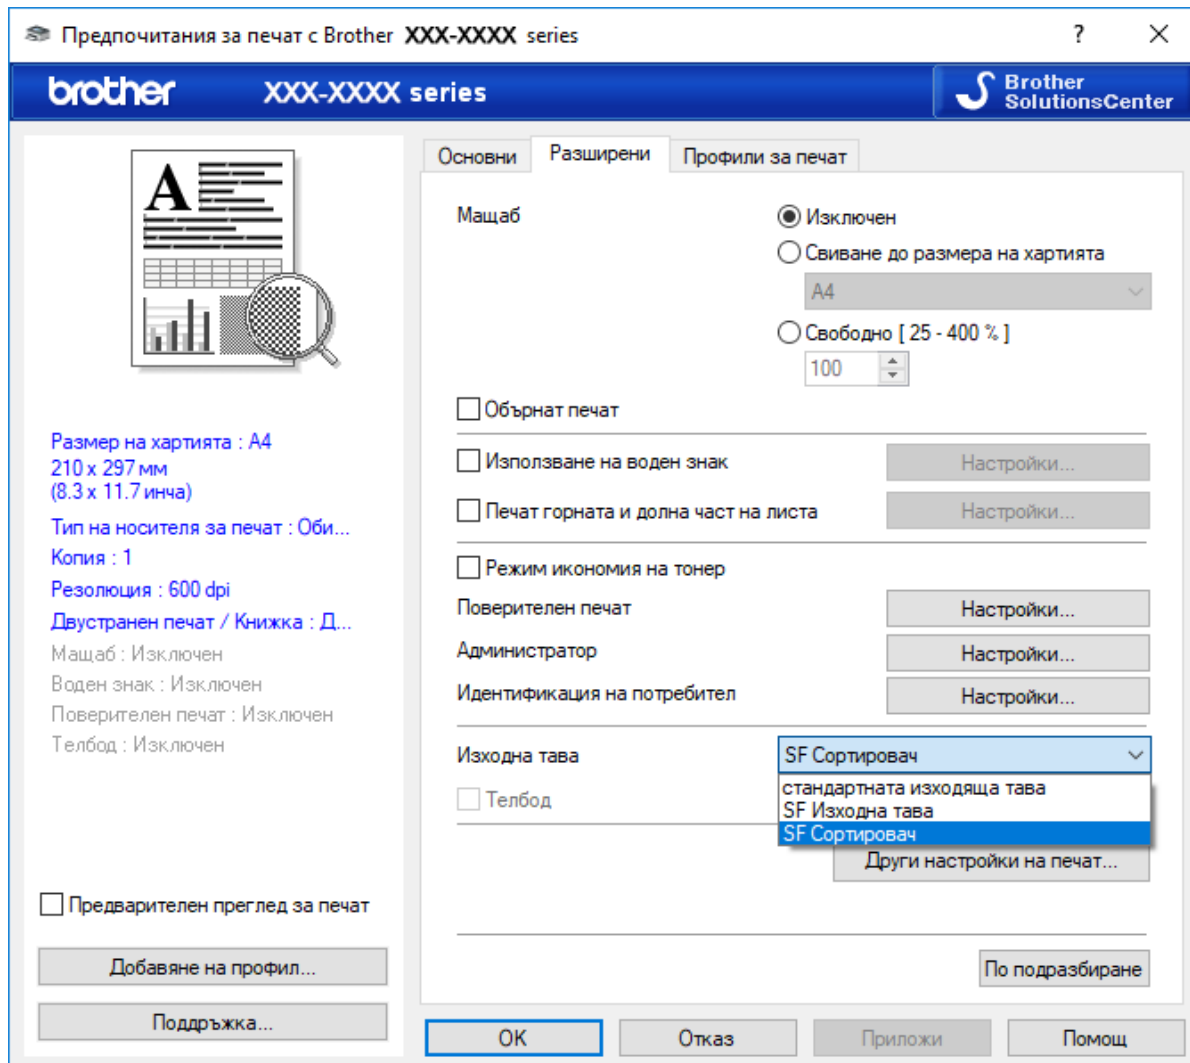 Предпочитания за печат с Brother XXX-XXXX series
?
brother XXX-XXXX series
Brother
SolutionsCenter
A
Размер на хартията : A4
210 x 297 мм
(8.3 x 11.7 инча)
Тип на носителя за печат : Оби...
Копия : 1
Резолюция : 600 dpi
Двустранен печат / Книжка : Д...
Мащаб : Изключен
Воден знак : Изключен
Поверителен печат : Изключен
Телбод : Изключен
Предварителен преглед за печат
Добавяне на профил...
Поддръжка...
Основни Разширени Профили за печат
Мащаб
Изключен
Свиване до размера на хартията
A4
Свободно [ 25 - 400 % ]
100
Обърнат печат
Използване на воден знак Настройки...
Печат горната и долна част на листа Настройки...
Режим икономия на тонер
Поверителен печат Настройки...
Администратор Настройки...
Идентификация на потребител Настройки...
Изходна тава SF Сортировач
стандартната изходяща тава
SF Изходна тава
SF Сортировач
Телбод
Други настройки на печат...
По подразбиране
OK Отказ Приложи Помощ